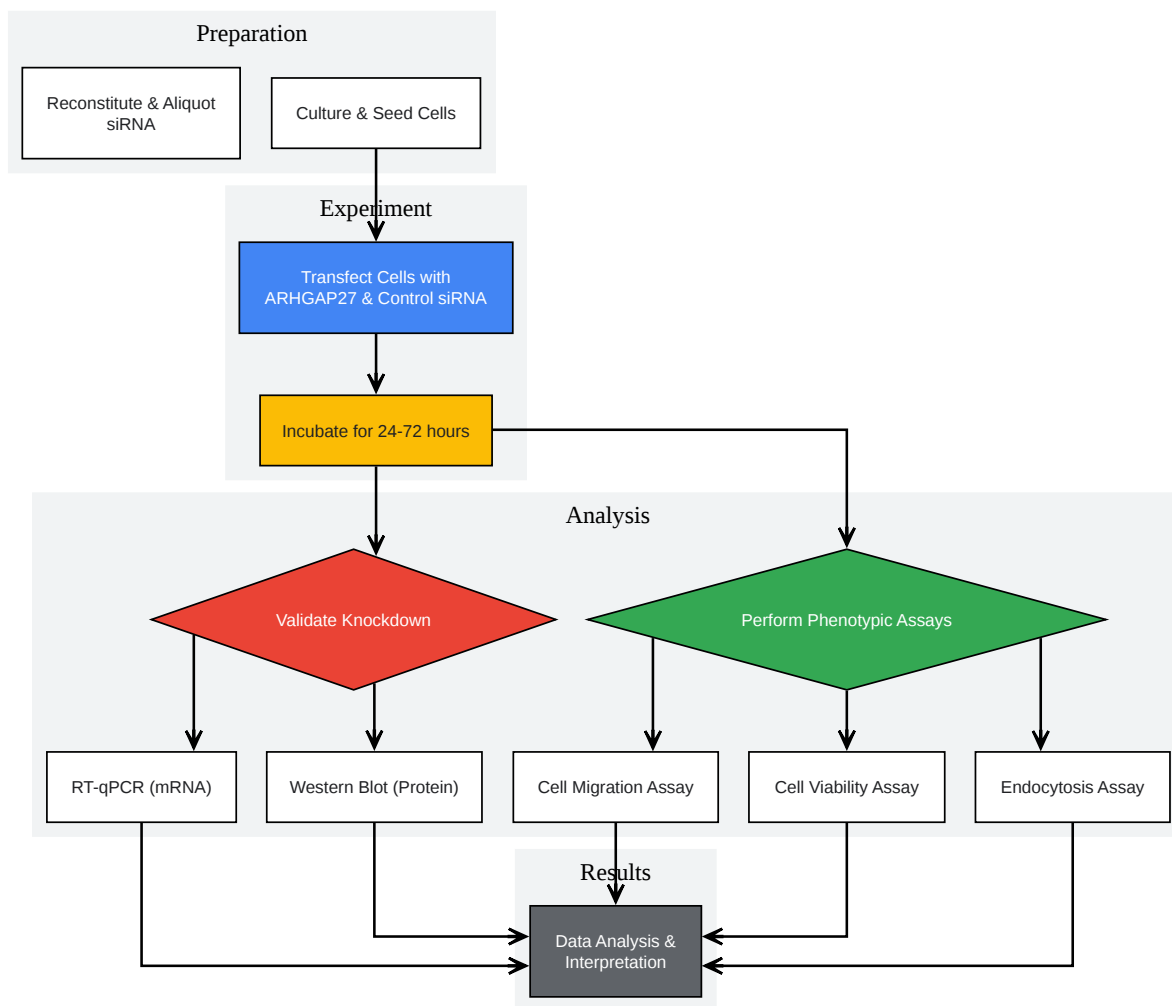 Preparation
Reconstitute & Aliquot
siRNA
Culture & Seed Cells
Experiment
Transfect Cells with
ARHGAP27 & Control siRNA
Incubate for 24-72 hours
Analysis
Validate Knockdown
Perform Phenotypic Assays
RT-qPCR (mRNA)
Western Blot (Protein)
Cell Migration Assay
Cell Viability Assay
Endocytosis Assay
Results
Data Analysis &
Interpretation